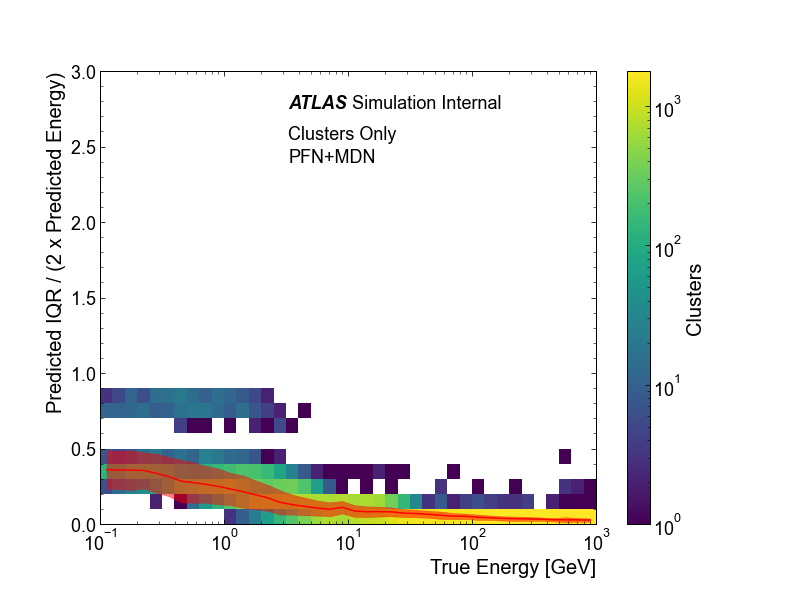 ATLAS Simulation Internal
Clusters Only
PFN+MDN
Predicted IQR / (2 x Predicted Energy)
3.0
2.5
2.0
1.5
1.0
0.5
0.0
10⁻¹
10⁰
10¹
10²
10³
True Energy [GeV]
10³
10²
10¹
10⁰
Clusters